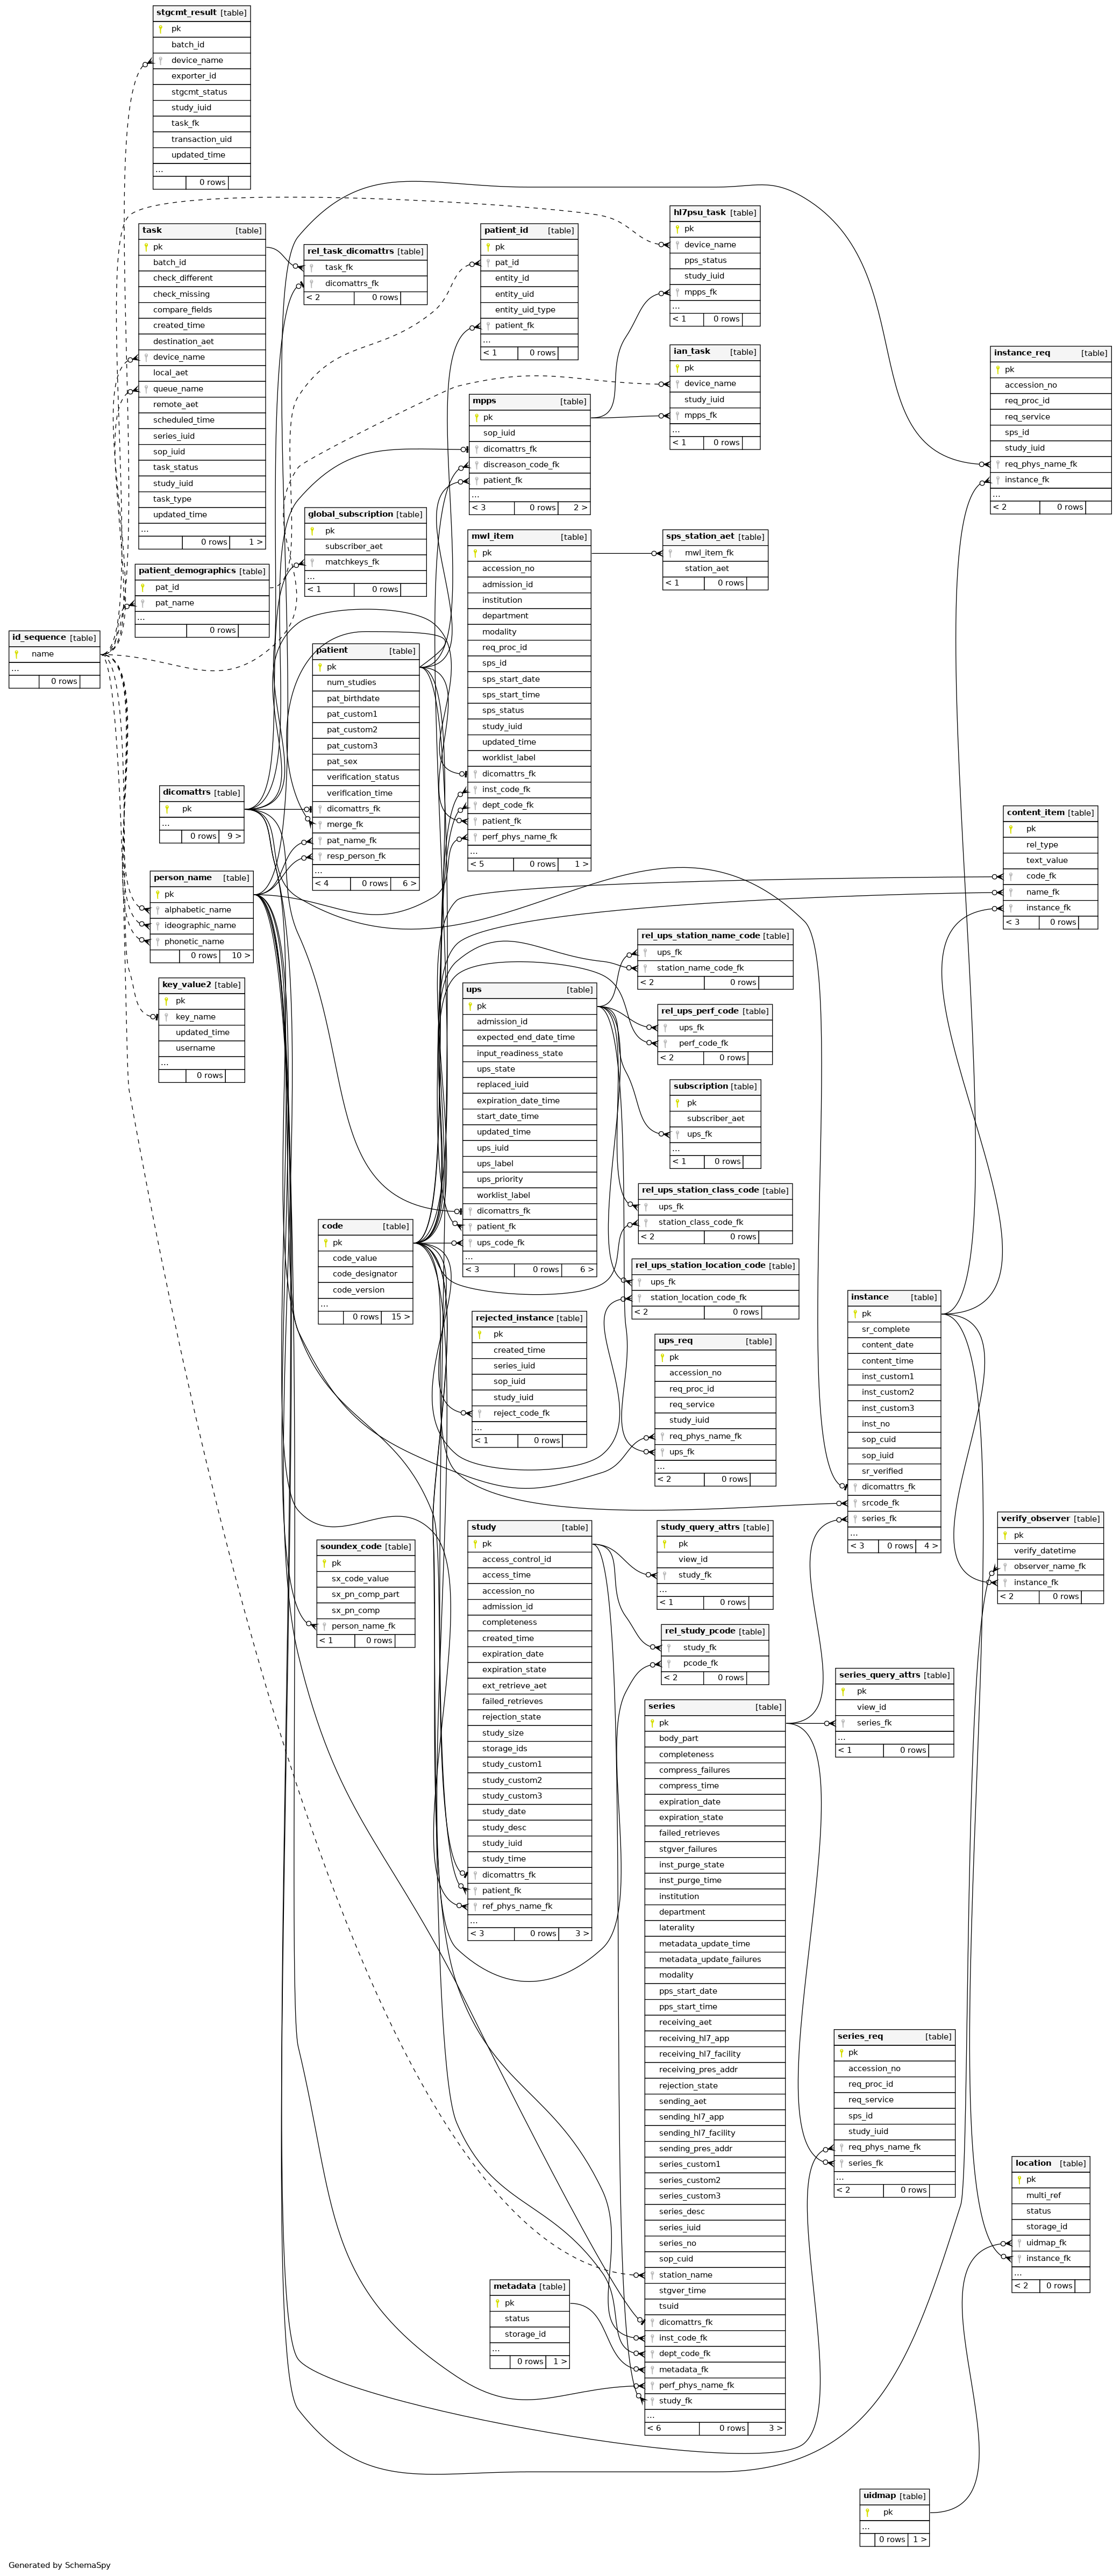 stgcmt_result [table]
pk
batch_id
device_name
exporter_id
stgcmt_status
study_iuid
task_fk
transaction_uid
updated_time
...
0 rows
task [table]
pk
batch_id
check_different
check_missing
compare_fields
created_time
destination_aet
device_name
local_aet
queue_name
remote_aet
scheduled_time
series_iuid
sop_iuid
task_status
study_iuid
task_type
updated_time
...
0 rows 1 >
rel_task_dicomattrs [table]
task_fk
dicomattrs_fk
< 2 0 rows
patient_id [table]
pk
pat_id
entity_id
entity_uid
entity_uid_type
patient_fk
...
< 1 0 rows
hl7psu_task [table]
pk
device_name
pps_status
study_iuid
mpps_fk
...
< 1 0 rows
ian_task [table]
pk
device_name
study_iuid
mpps_fk
...
< 1 0 rows
instance_req [table]
pk
accession_no
req_proc_id
req_service
sps_id
study_iuid
req_phys_name_fk
instance_fk
...
< 2 0 rows
mpps [table]
pk
sop_iuid
dicomattrs_fk
discreason_code_fk
patient_fk
...
< 3 0 rows 2 >
global_subscription [table]
pk
subscriber_aet
matchkeys_fk
...
< 1 0 rows
mwl_item [table]
pk
accession_no
admission_id
institution
department
modality
req_proc_id
sps_id
sps_start_date
sps_start_time
sps_status
study_iuid
updated_time
worklist_label
dicomattrs_fk
inst_code_fk
dept_code_fk
patient_fk
perf_phys_name_fk
...
< 5 0 rows 1 >
sps_station_aet [table]
mwl_item_fk
station_aet
< 1 0 rows
patient_demographics [table]
pat_id
pat_name
...
0 rows
id_sequence [table]
name
...
0 rows
patient [table]
pk
num_studies
pat_birthdate
pat_custom1
pat_custom2
pat_custom3
pat_sex
verification_status
verification_time
dicomattrs_fk
merge_fk
pat_name_fk
resp_person_fk
...
< 4 0 rows 6 >
dicomattrs [table]
pk
...
0 rows 9 >
person_name [table]
pk
alphabetic_name
ideographic_name
phonetic_name
0 rows 10 >
key_value2 [table]
pk
key_name
updated_time
username
...
0 rows
content_item [table]
pk
rel_type
text_value
code_fk
name_fk
instance_fk
< 3 0 rows
rel_ups_station_name_code [table]
ups_fk
station_name_code_fk
< 2 0 rows
ups [table]
pk
admission_id
expected_end_date_time
input_readiness_state
ups_state
replaced_iuid
expiration_date_time
start_date_time
updated_time
ups_iuid
ups_label
ups_priority
worklist_label
dicomattrs_fk
patient_fk
ups_code_fk
...
< 3 0 rows 6 >
rel_ups_perf_code [table]
ups_fk
perf_code_fk
< 2 0 rows
subscription [table]
pk
subscriber_aet
ups_fk
...
< 1 0 rows
rel_ups_station_class_code [table]
ups_fk
station_class_code_fk
< 2 0 rows
code [table]
pk
code_value
code_designator
code_version
...
0 rows 15 >
rel_ups_station_location_code [table]
ups_fk
station_location_code_fk
< 2 0 rows
rejected_instance [table]
pk
created_time
series_iuid
sop_iuid
study_iuid
reject_code_fk
...
< 1 0 rows
ups_req [table]
pk
accession_no
req_proc_id
req_service
study_iuid
req_phys_name_fk
ups_fk
...
< 2 0 rows
instance [table]
pk
sr_complete
content_date
content_time
inst_custom1
inst_custom2
inst_custom3
inst_no
sop_cuid
sop_iuid
sr_verified
dicomattrs_fk
srcode_fk
series_fk
...
< 3 0 rows 4 >
verify_observer [table]
pk
verify_datetime
observer_name_fk
instance_fk
< 2 0 rows
soundex_code [table]
pk
sx_code_value
sx_pn_comp_part
sx_pn_comp
person_name_fk
< 1 0 rows
study [table]
pk
access_control_id
access_time
accession_no
admission_id
completeness
created_time
expiration_date
expiration_state
ext_retrieve_aet
failed_retrieves
rejection_state
study_size
storage_ids
study_custom1
study_custom2
study_custom3
study_date
study_desc
study_iuid
study_time
dicomattrs_fk
patient_fk
ref_phys_name_fk
...
< 3 0 rows 3 >
study_query_attrs [table]
pk
view_id
study_fk
...
< 1 0 rows
rel_study_pcode [table]
study_fk
pcode_fk
< 2 0 rows
series_query_attrs [table]
pk
view_id
series_fk
...
< 1 0 rows
series [table]
pk
body_part
completeness
compress_failures
compress_time
expiration_date
expiration_state
failed_retrieves
stgver_failures
inst_purge_state
inst_purge_time
institution
department
laterality
metadata_update_time
metadata_update_failures
modality
pps_start_date
pps_start_time
receiving_aet
receiving_hl7_app
receiving_hl7_facility
receiving_pres_addr
rejection_state
sending_aet
sending_hl7_app
sending_hl7_facility
sending_pres_addr
series_custom1
series_custom2
series_custom3
series_desc
series_iuid
series_no
sop_cuid
station_name
stgver_time
tsuid
dicomattrs_fk
inst_code_fk
dept_code_fk
metadata_fk
perf_phys_name_fk
study_fk
...
< 6 0 rows 3 >
series_req [table]
pk
accession_no
req_proc_id
req_service
sps_id
study_iuid
req_phys_name_fk
series_fk
...
< 2 0 rows
location [table]
pk
multi_ref
status
storage_id
uidmap_fk
instance_fk
...
< 2 0 rows
metadata [table]
pk
status
storage_id
...
0 rows 1 >
uidmap [table]
pk
...
0 rows 1 >
Generated by SchemaSpy